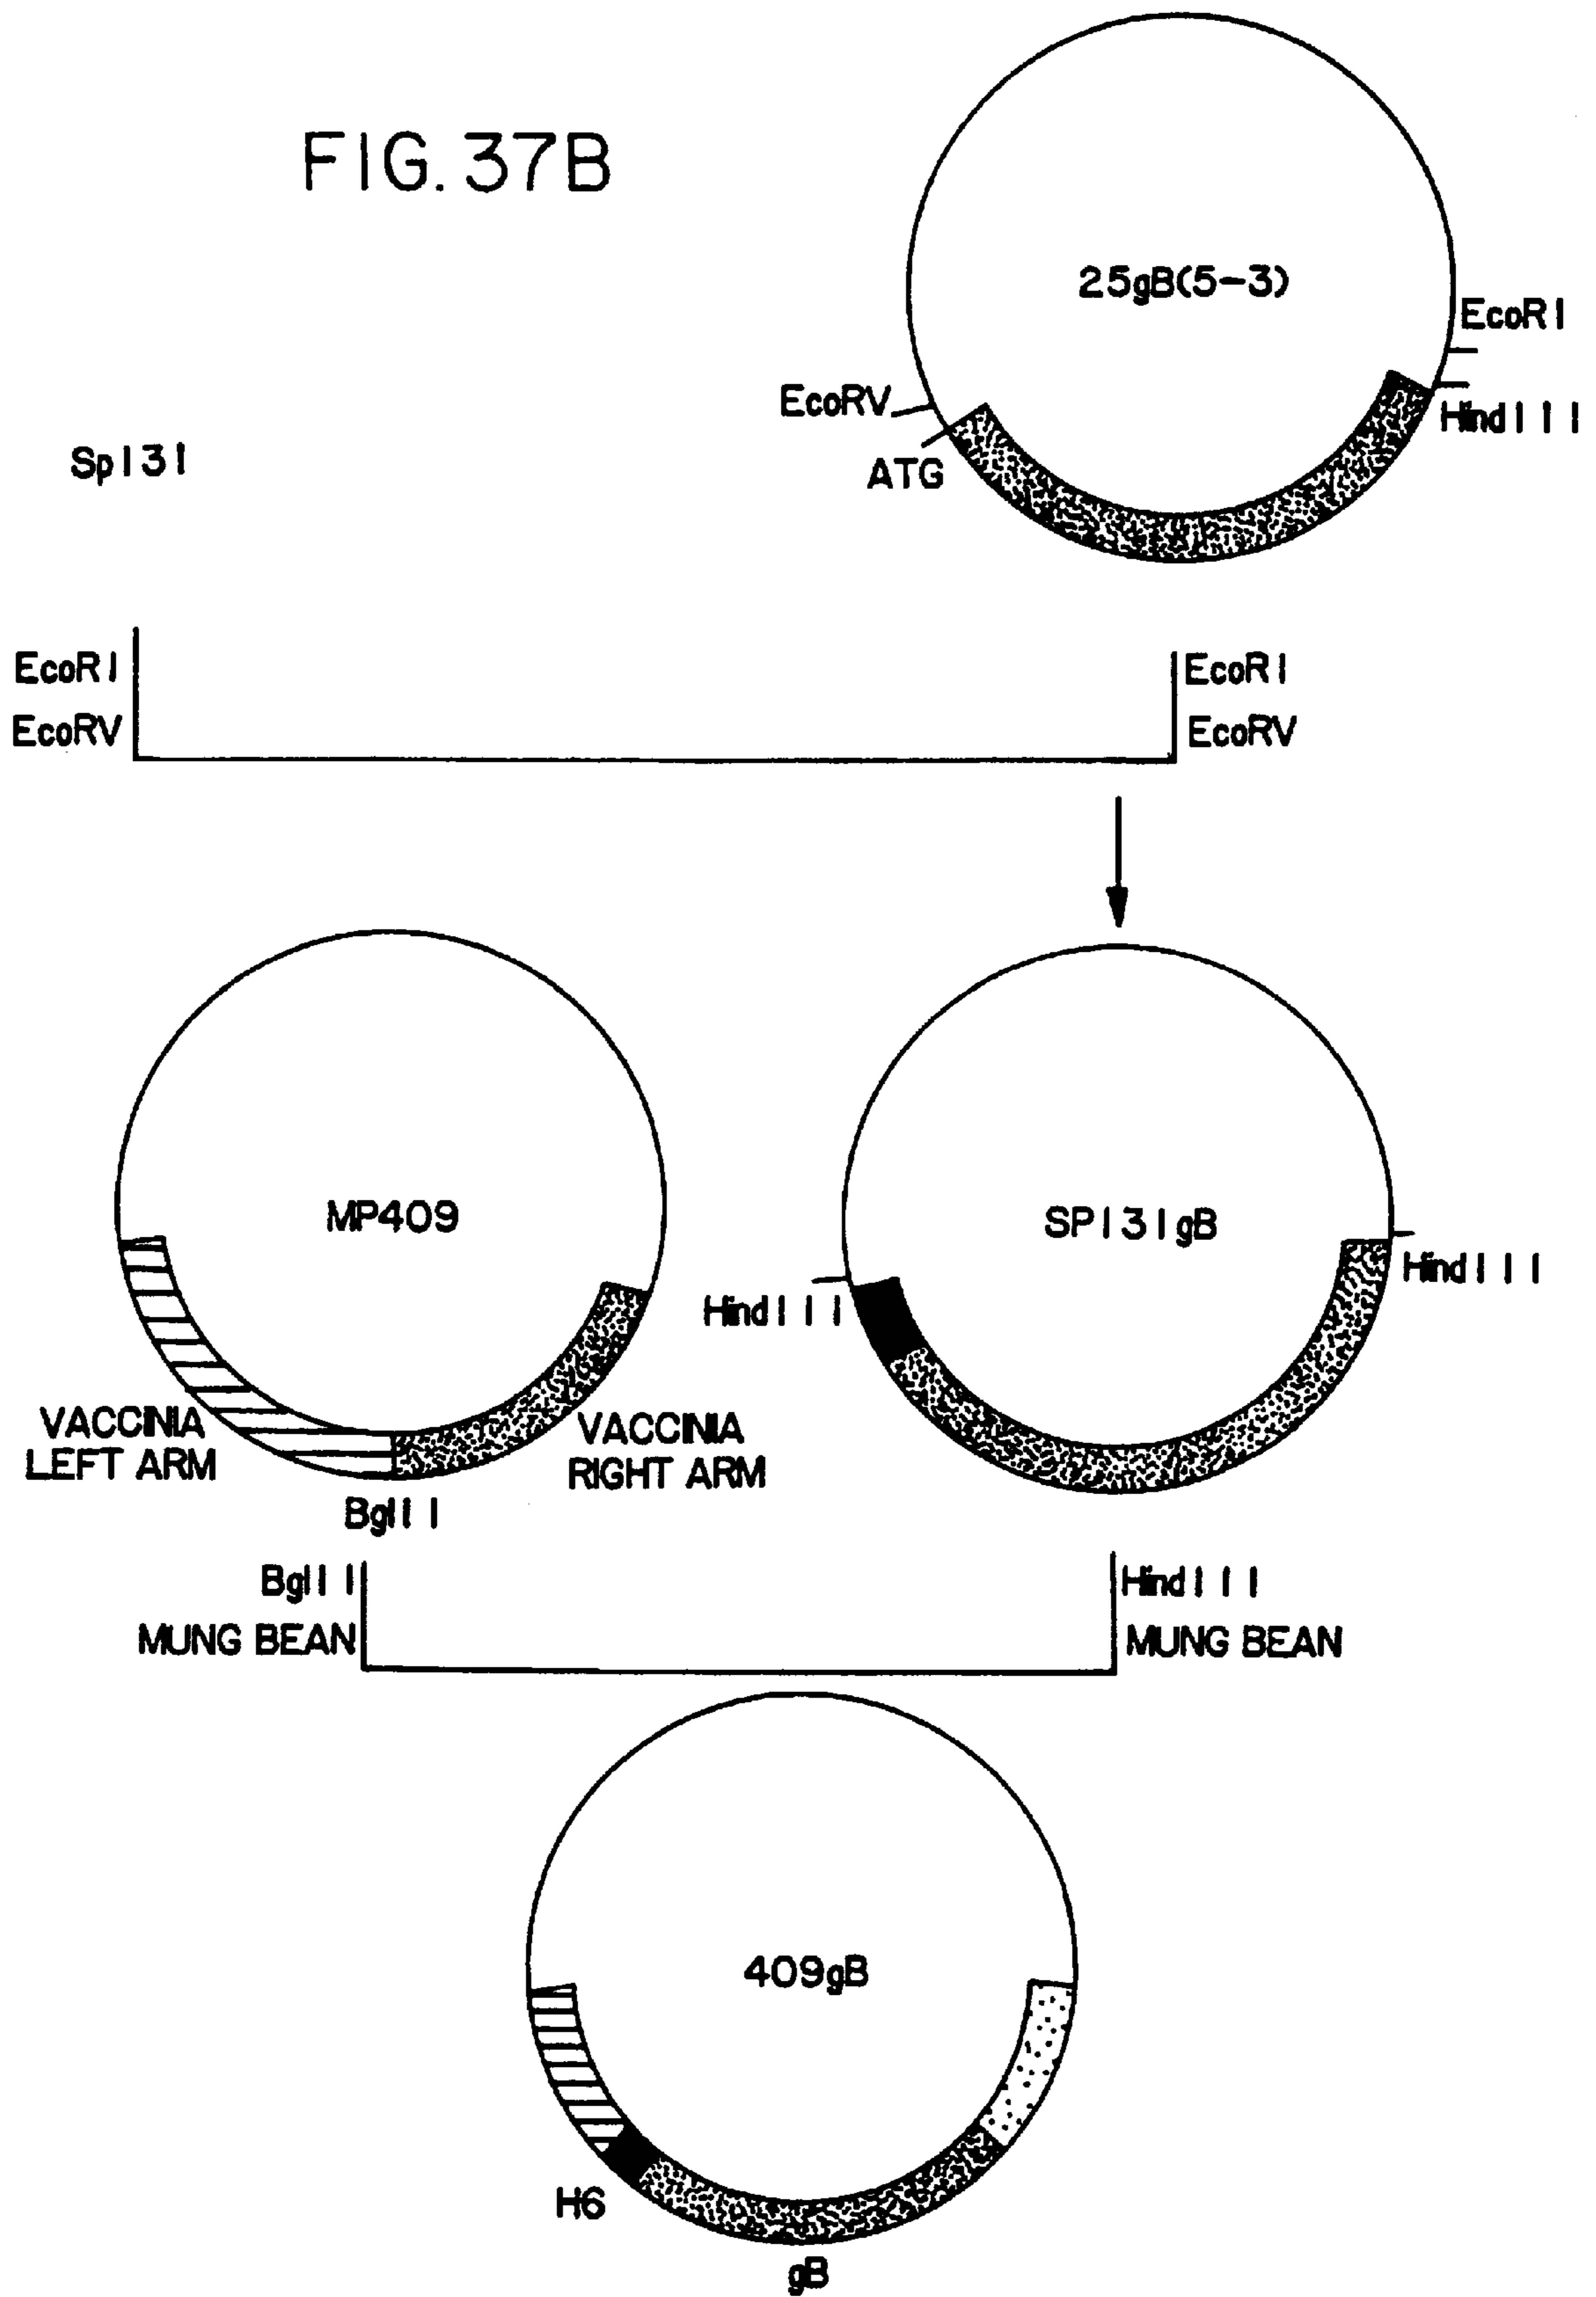 FIG. 37B
25gB(5-3)
EcoRI
EcoRV
HindIII
Sp131
ATG
EcoRI
EcoRI
EcoRV
EcoRV
MP409
SP131gB
HindIII
HindIII
VACCINIA
LEFT ARM
VACCINIA
RIGHT ARM
BglII
BglII
HindIII
MUNG BEAN
MUNG BEAN
409gB
H6
gB